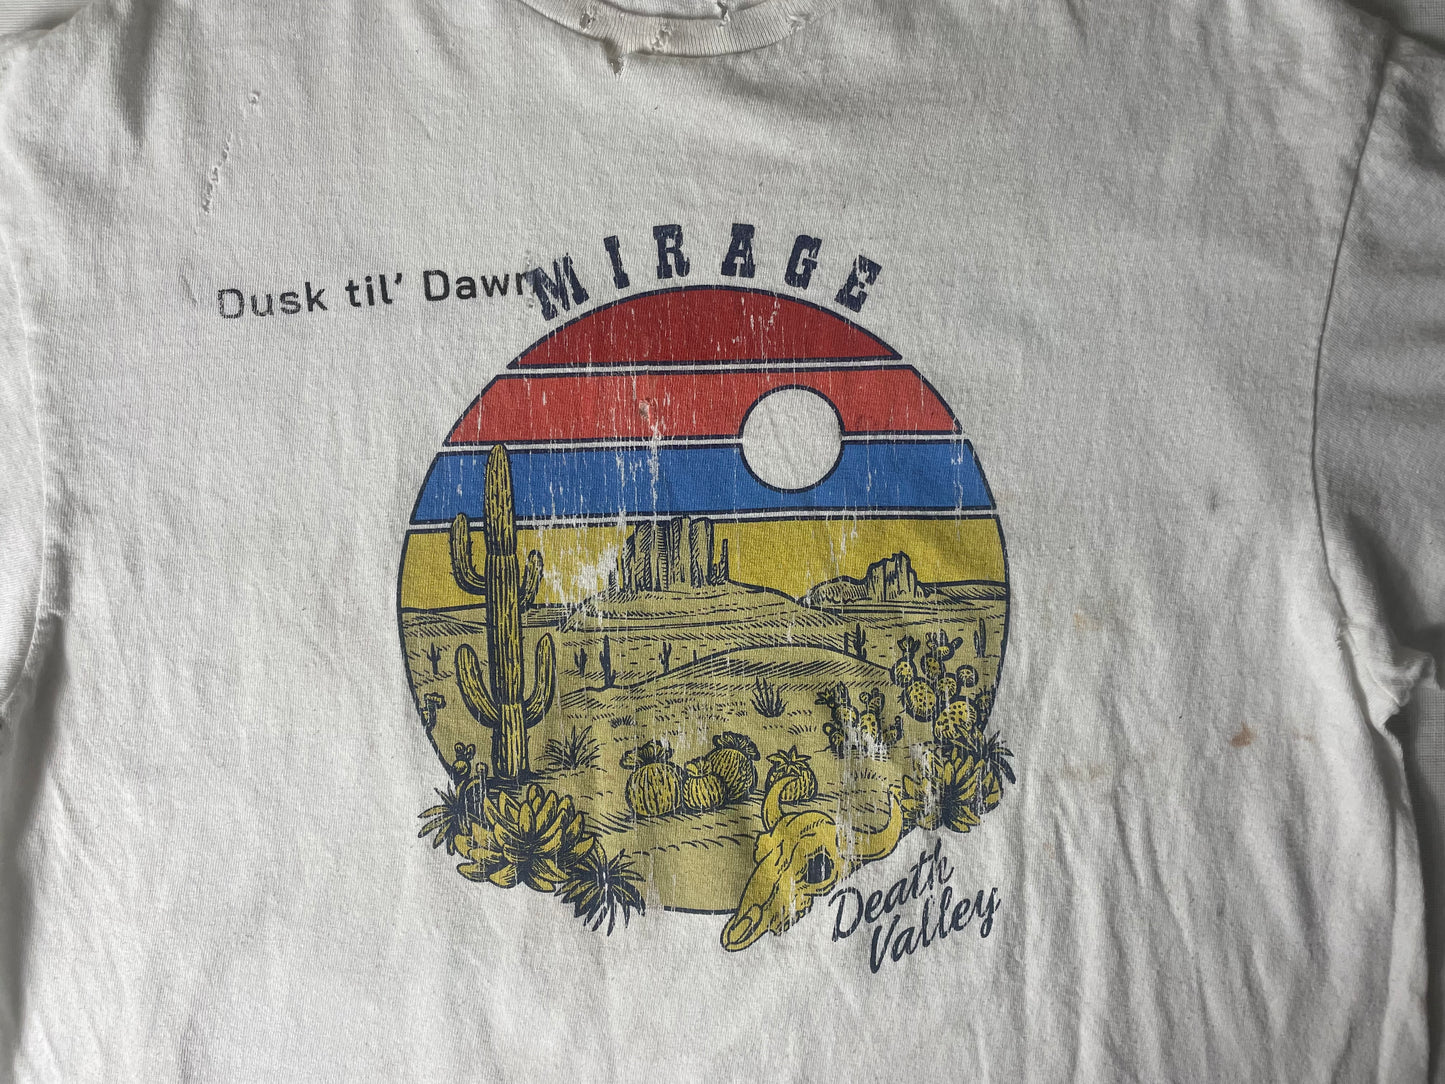 MIRAGE
Dusk til' Dawn
Death
Valley